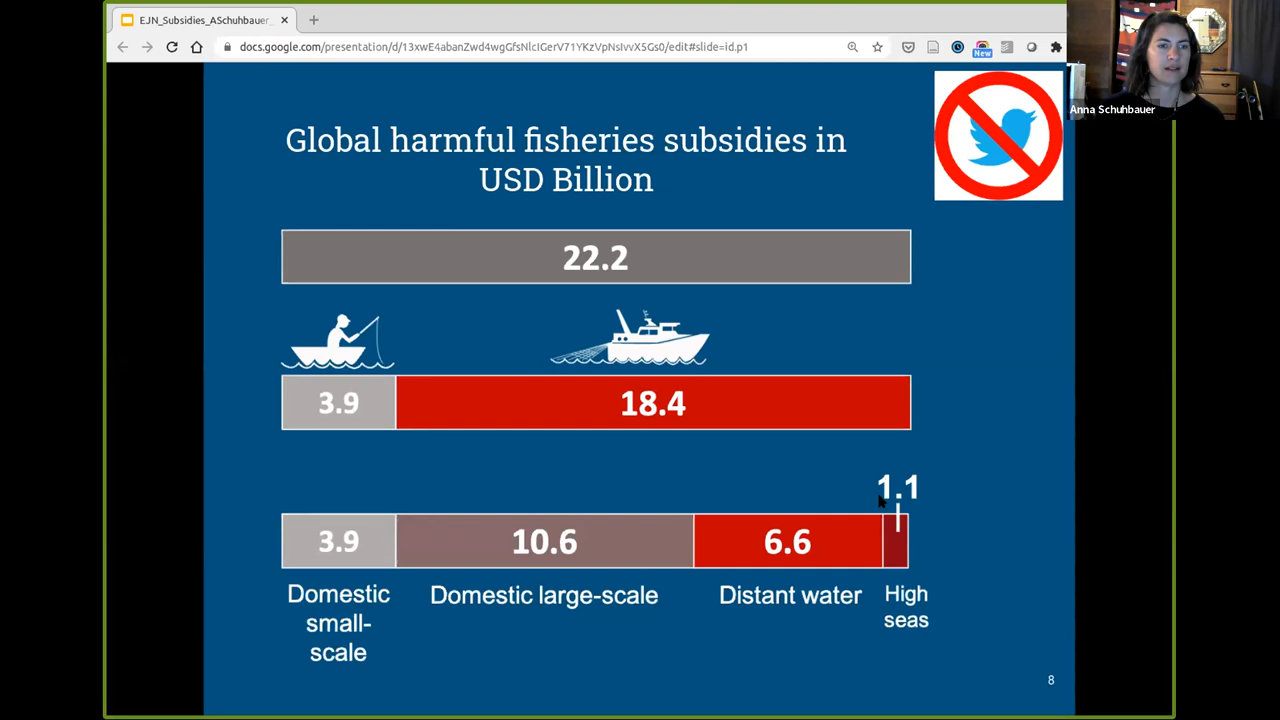 EJN_Subsidies_ASchuhbauer_
docs.google.com/presentation/d/13xwE4abanZwd4wgGfsNlcIGerV71YKzVpNsIvvX5Gs0/edit#slide=id.p1
New
Anna Schuhbauer
Global harmful fisheries subsidies in
USD Billion
22.2
3.9
18.4
1.1
3.9
10.6
6.6
Domestic
small-
scale
Domestic large-scale
Distant water
High
seas
8